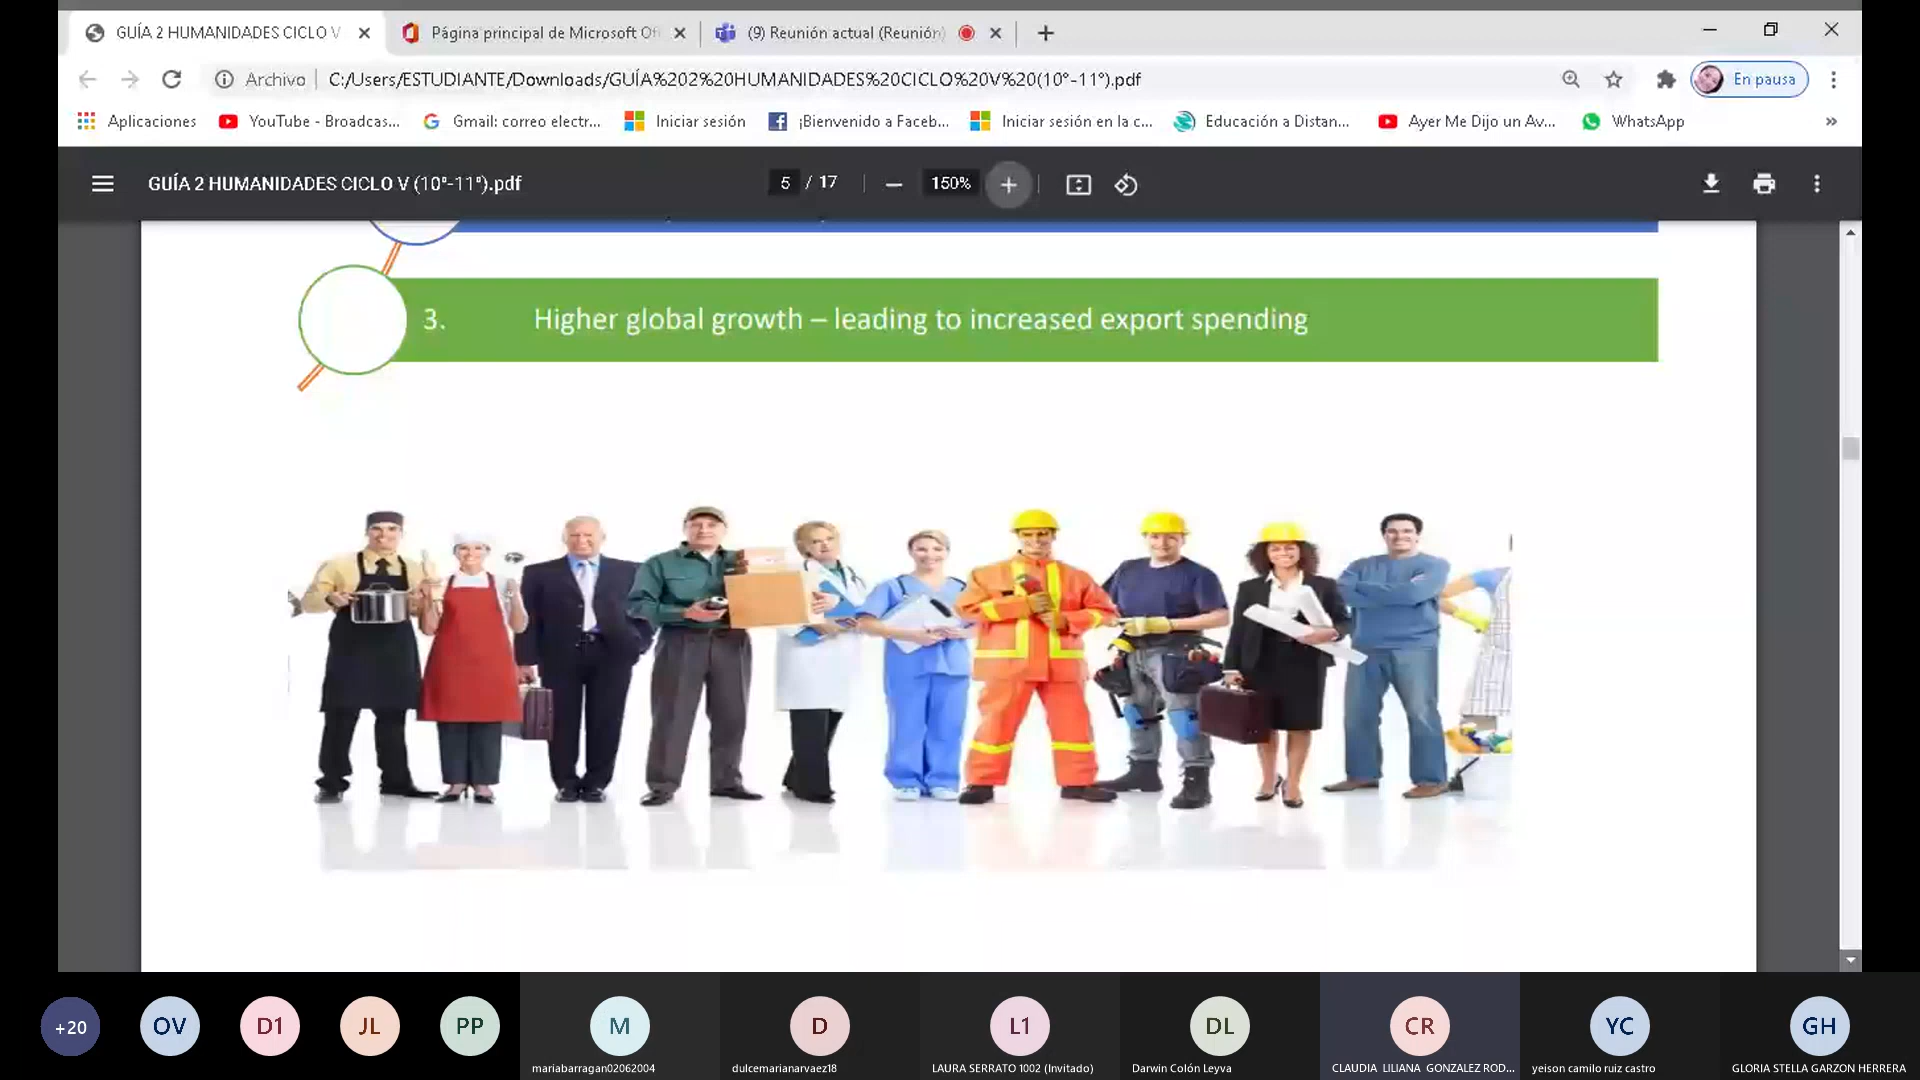 GUÍA 2 HUMANIDADES CICLO V
Página principal de Microsoft Of
(9) Reunión actual (Reunión)
Archivo
C:/Users/ESTUDIANTE/Downloads/GUÍA%202%20HUMANIDADES%20CICLO%20V%20(10°-11°).pdf
En pausa
Aplicaciones
YouTube - Broadcas...
Gmail: correo electr...
Iniciar sesión
¡Bienvenido a Faceb...
Iniciar sesión en la c...
Educación a Distan...
Ayer Me Dijo un Av...
WhatsApp
»
GUÍA 2 HUMANIDADES CICLO V (10°-11°).pdf
5 / 17
150%
3. Higher global growth – leading to increased export spending
+20
OV
D1
JL
PP
M
D
L1
DL
CR
YC
GH
mariabarragan02062004
dulcemarianarvaez18
LAURA SERRATO 1002 (Invitado)
Darwin Colón Leyva
CLAUDIA LILIANA GONZALEZ ROD...
yeison camilo ruiz castro
GLORIA STELLA GARZON HERRERA